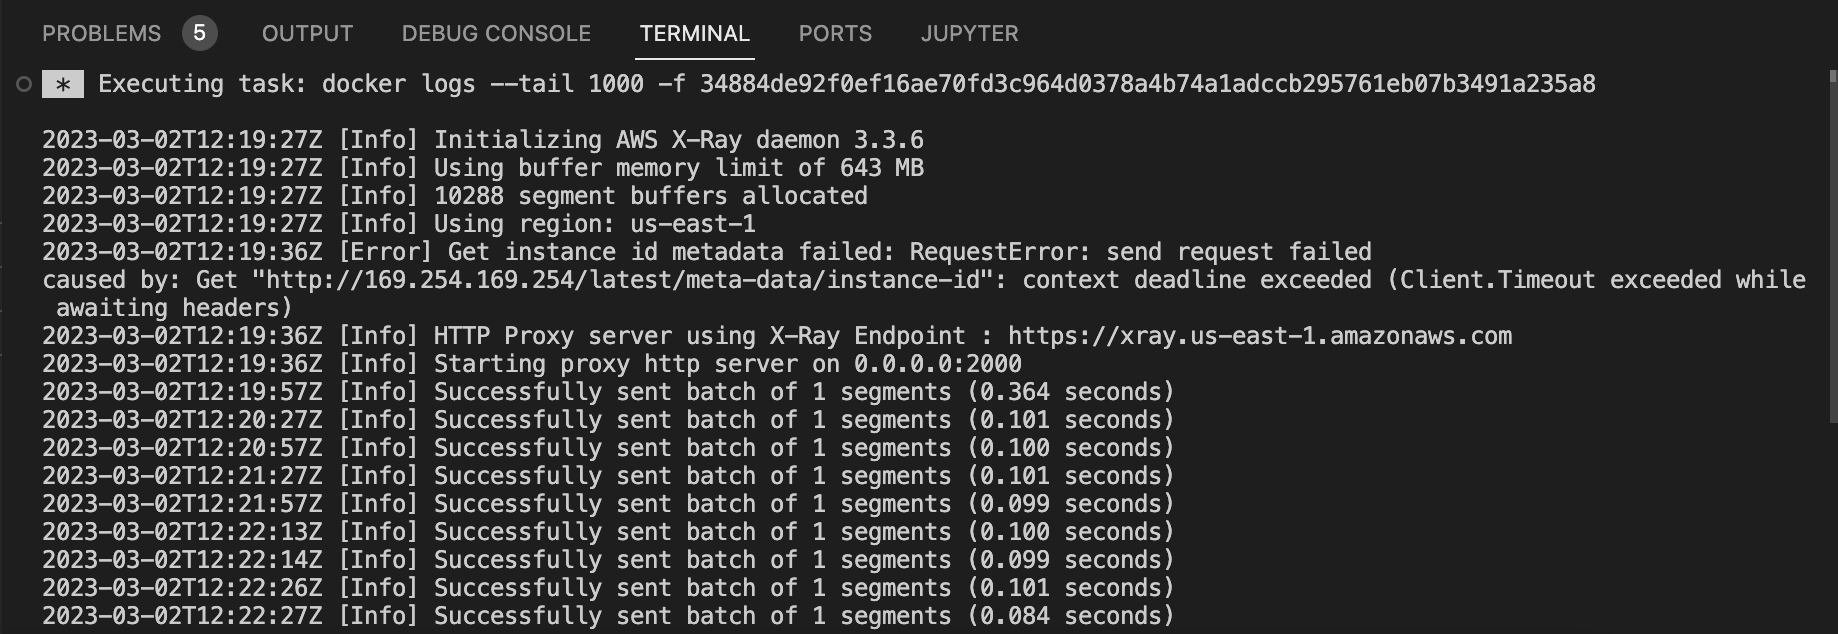 PROBLEMS 5 OUTPUT DEBUG CONSOLE TERMINAL PORTS JUPYTER
* Executing task: docker logs --tail 1000 -f 34884de92f0ef16ae70fd3c964d0378a4b74a1adccb295761eb07b3491a235a8
2023-03-02T12:19:27Z [Info] Initializing AWS X-Ray daemon 3.3.6
2023-03-02T12:19:27Z [Info] Using buffer memory limit of 643 MB
2023-03-02T12:19:27Z [Info] 10288 segment buffers allocated
2023-03-02T12:19:27Z [Info] Using region: us-east-1
2023-03-02T12:19:36Z [Error] Get instance id metadata failed: RequestError: send request failed
caused by: Get "http://169.254.169.254/latest/meta-data/instance-id": context deadline exceeded (Client.Timeout exceeded while
awaiting headers)
2023-03-02T12:19:36Z [Info] HTTP Proxy server using X-Ray Endpoint : https://xray.us-east-1.amazonaws.com
2023-03-02T12:19:36Z [Info] Starting proxy http server on 0.0.0.0:2000
2023-03-02T12:19:57Z [Info] Successfully sent batch of 1 segments (0.364 seconds)
2023-03-02T12:20:27Z [Info] Successfully sent batch of 1 segments (0.101 seconds)
2023-03-02T12:20:57Z [Info] Successfully sent batch of 1 segments (0.100 seconds)
2023-03-02T12:21:27Z [Info] Successfully sent batch of 1 segments (0.101 seconds)
2023-03-02T12:21:57Z [Info] Successfully sent batch of 1 segments (0.099 seconds)
2023-03-02T12:22:13Z [Info] Successfully sent batch of 1 segments (0.100 seconds)
2023-03-02T12:22:14Z [Info] Successfully sent batch of 1 segments (0.099 seconds)
2023-03-02T12:22:26Z [Info] Successfully sent batch of 1 segments (0.101 seconds)
2023-03-02T12:22:27Z [Info] Successfully sent batch of 1 segments (0.084 seconds)